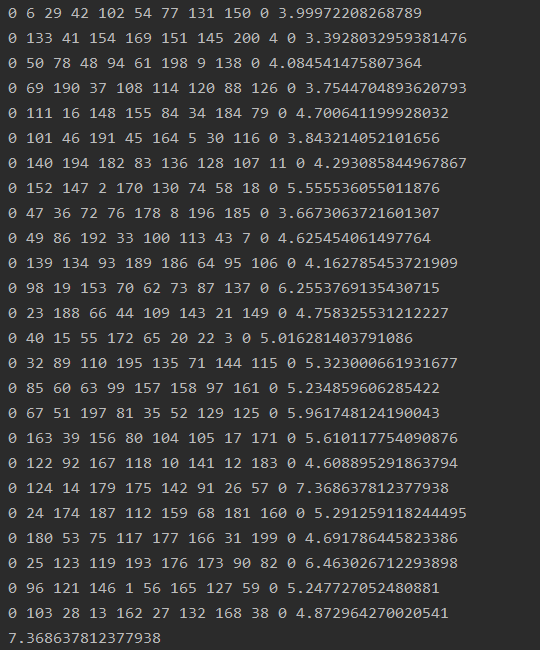 0 6 29 42 102 54 77 131 150 0 3.99972208268789
0 133 41 154 169 151 145 200 4 0 3.3928032959381476
0 50 78 48 94 61 198 9 138 0 4.084541475807364
0 69 190 37 108 114 120 88 126 0 3.7544704893620793
0 111 16 148 155 84 34 184 79 0 4.700641199928032
0 101 46 191 45 164 5 30 116 0 3.843214052101656
0 140 194 182 83 136 128 107 11 0 4.293085844967867
0 152 147 2 170 130 74 58 18 0 5.555536055011876
0 47 36 72 76 178 8 196 185 0 3.6673063721601307
0 49 86 192 33 100 113 43 7 0 4.625454061497764
0 139 134 93 189 186 64 95 106 0 4.162785453721909
0 98 19 153 70 62 73 87 137 0 6.2553769135430715
0 23 188 66 44 109 143 21 149 0 4.758325531212227
0 40 15 55 172 65 20 22 3 0 5.016281403791086
0 32 89 110 195 135 71 144 115 0 5.323000661931677
0 85 60 63 99 157 158 97 161 0 5.234859606285422
0 67 51 197 81 35 52 129 125 0 5.961748124190043
0 163 39 156 80 104 105 17 171 0 5.610117754090876
0 122 92 167 118 10 141 12 183 0 4.608895291863794
0 124 14 179 175 142 91 26 57 0 7.368637812377938
0 24 174 187 112 159 68 181 160 0 5.291259118244495
0 180 53 75 117 177 166 31 199 0 4.691786445823386
0 25 123 119 193 176 173 90 82 0 6.463026712293898
0 96 121 146 1 56 165 127 59 0 5.247727052480881
0 103 28 13 162 27 132 168 38 0 4.872964270020541
7.368637812377938